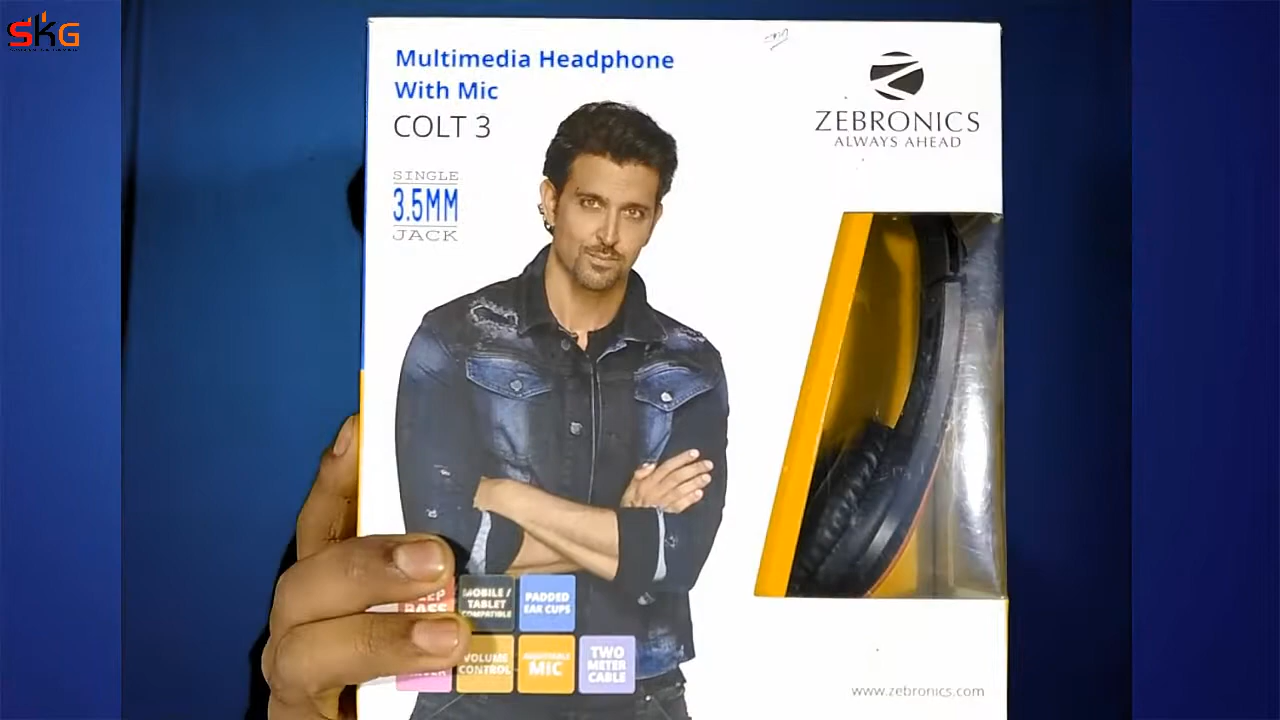 SKG
Multimedia Headphone
With Mic
COLT 3
SINGLE
3.5MM
JACK
ZEBRONICS
ALWAYS AHEAD
BASS
MOBILE /
TABLET
COMPATIBLE
PADDED
EAR CUPS
VOLUME
CONTROL
MIC
TWO
METER
CABLE
www.zebronics.com